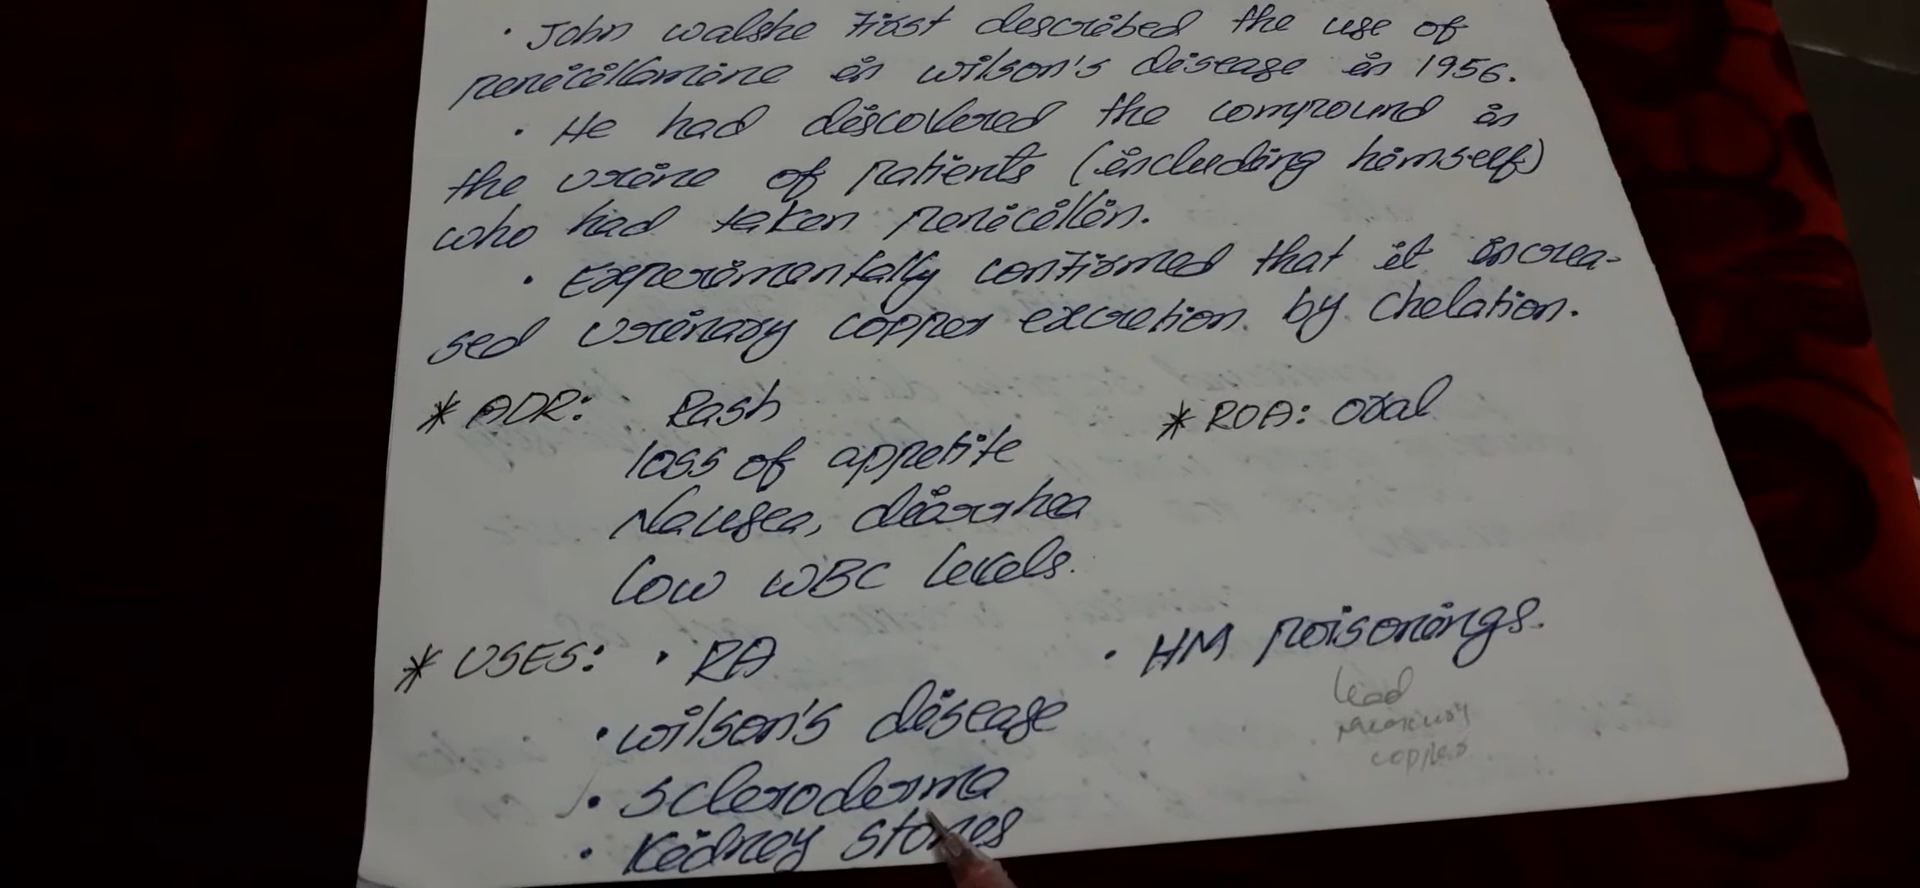 · John walshe First described the use of
penicillamine in wilson's disease in 1956.
· He had discovered the compound in
the urine of patients (including himself)
who had taken penicillin.
· Experimentally confirmed that it increa-
sed urinary copper excretion by chelation.
* ADR: Rash
* ROA: oral
loss of appetite
Nausea, diarrhea
Low WBC levels.
* USES: · RA
· HM poisonings.
· wilson's disease
lead
mercury
copper
· scleroderma
· Kidney stones